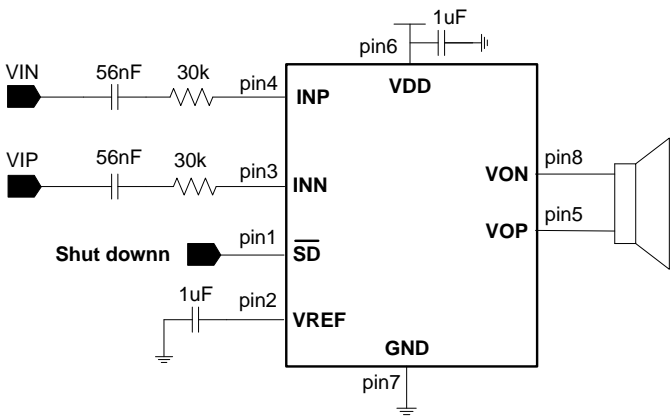 1uF
pin6
VIN
56nF
30k
pin4
INP
VDD
VIP
56nF
30k
pin3
INN
VON
pin8
VOP
pin5
Shut downn
pin1
SD
1uF
pin2
VREF
GND
pin7